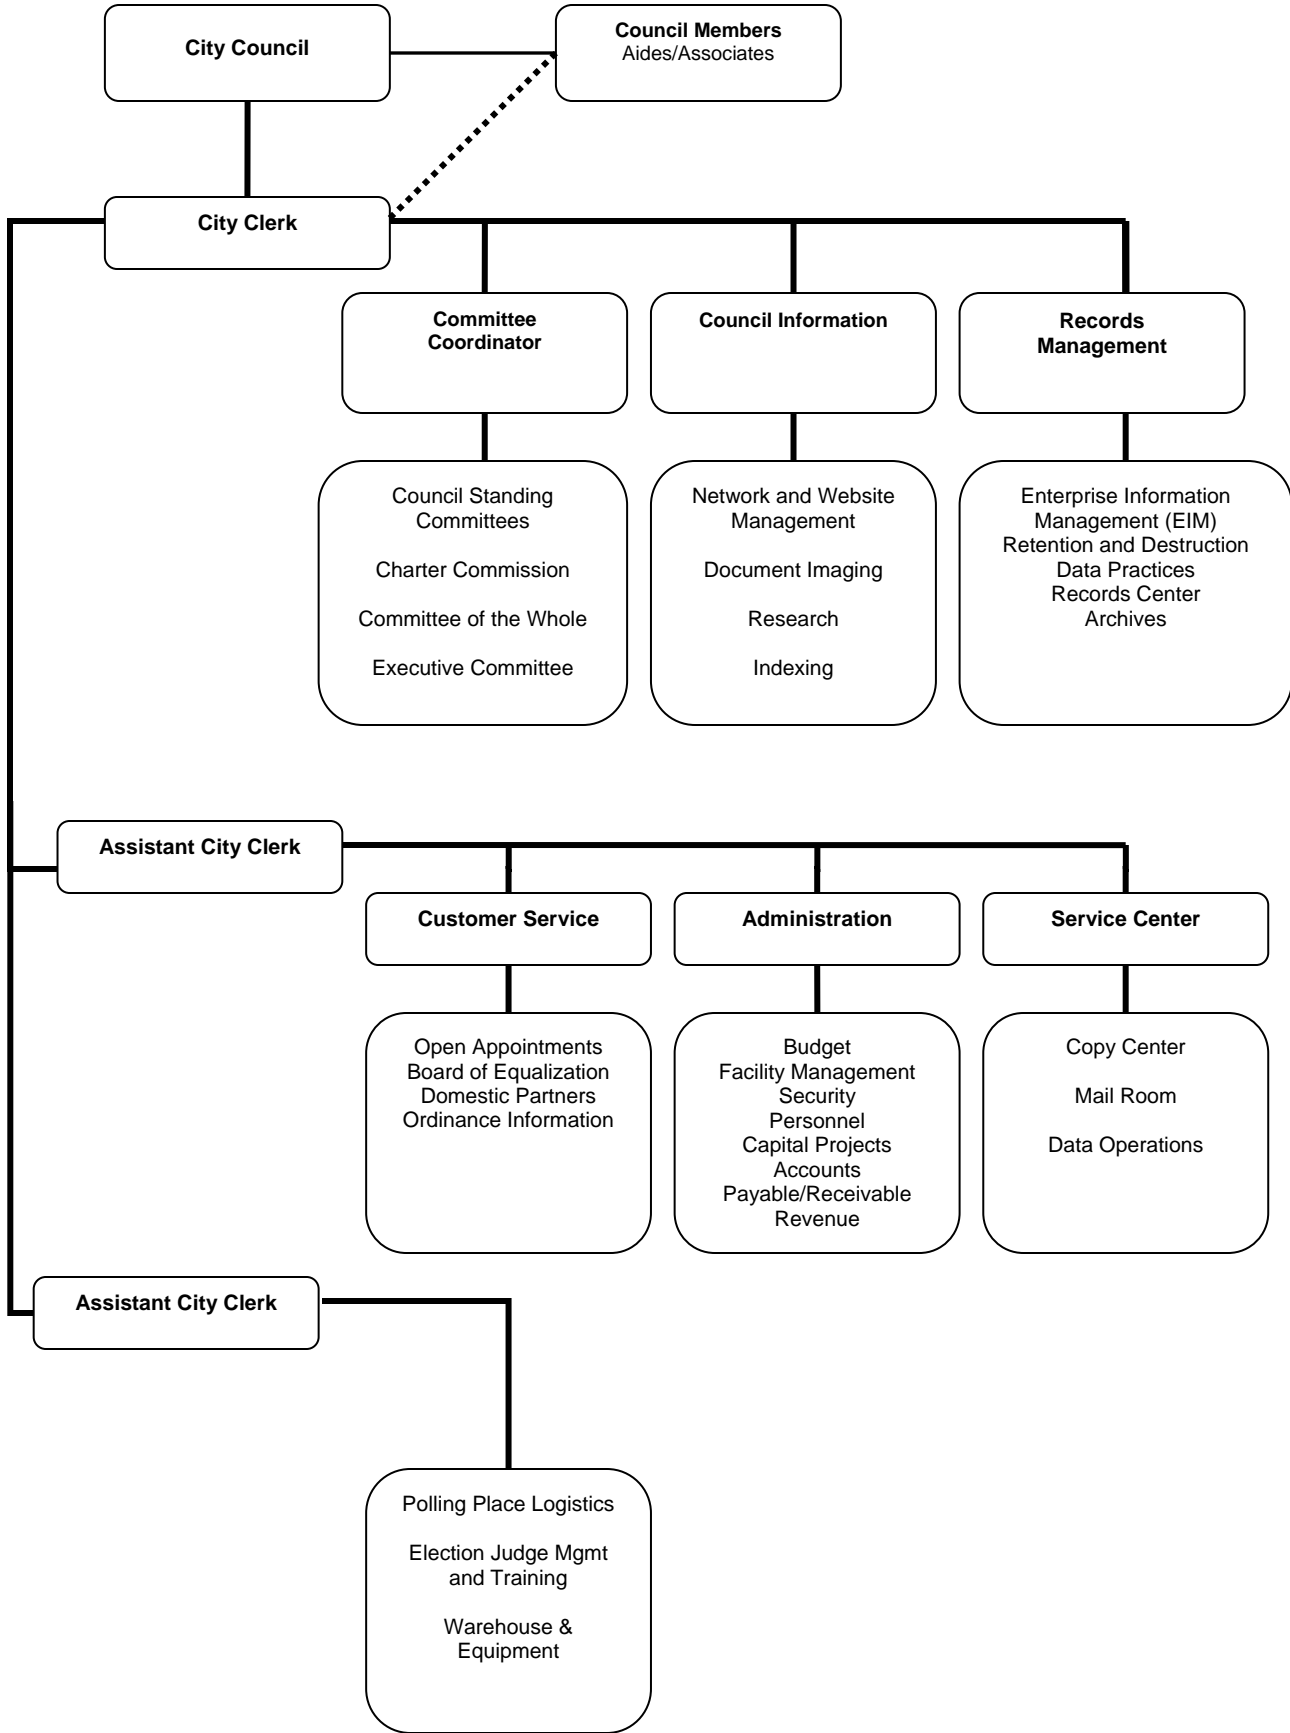 City Council
Council Members
Aides/Associates
City Clerk
Committee
Coordinator
Council Information
Records
Management
Council Standing
Committees
Charter Commission
Committee of the Whole
Executive Committee
Network and Website
Management
Document Imaging
Research
Indexing
Enterprise Information
Management (EIM)
Retention and Destruction
Data Practices
Records Center
Archives
Assistant City Clerk
Customer Service
Administration
Service Center
Open Appointments
Board of Equalization
Domestic Partners
Ordinance Information
Budget
Facility Management
Security
Personnel
Capital Projects
Accounts
Payable/Receivable
Revenue
Copy Center
Mail Room
Data Operations
Assistant City Clerk
Polling Place Logistics
Election Judge Mgmt
and Training
Warehouse &
Equipment